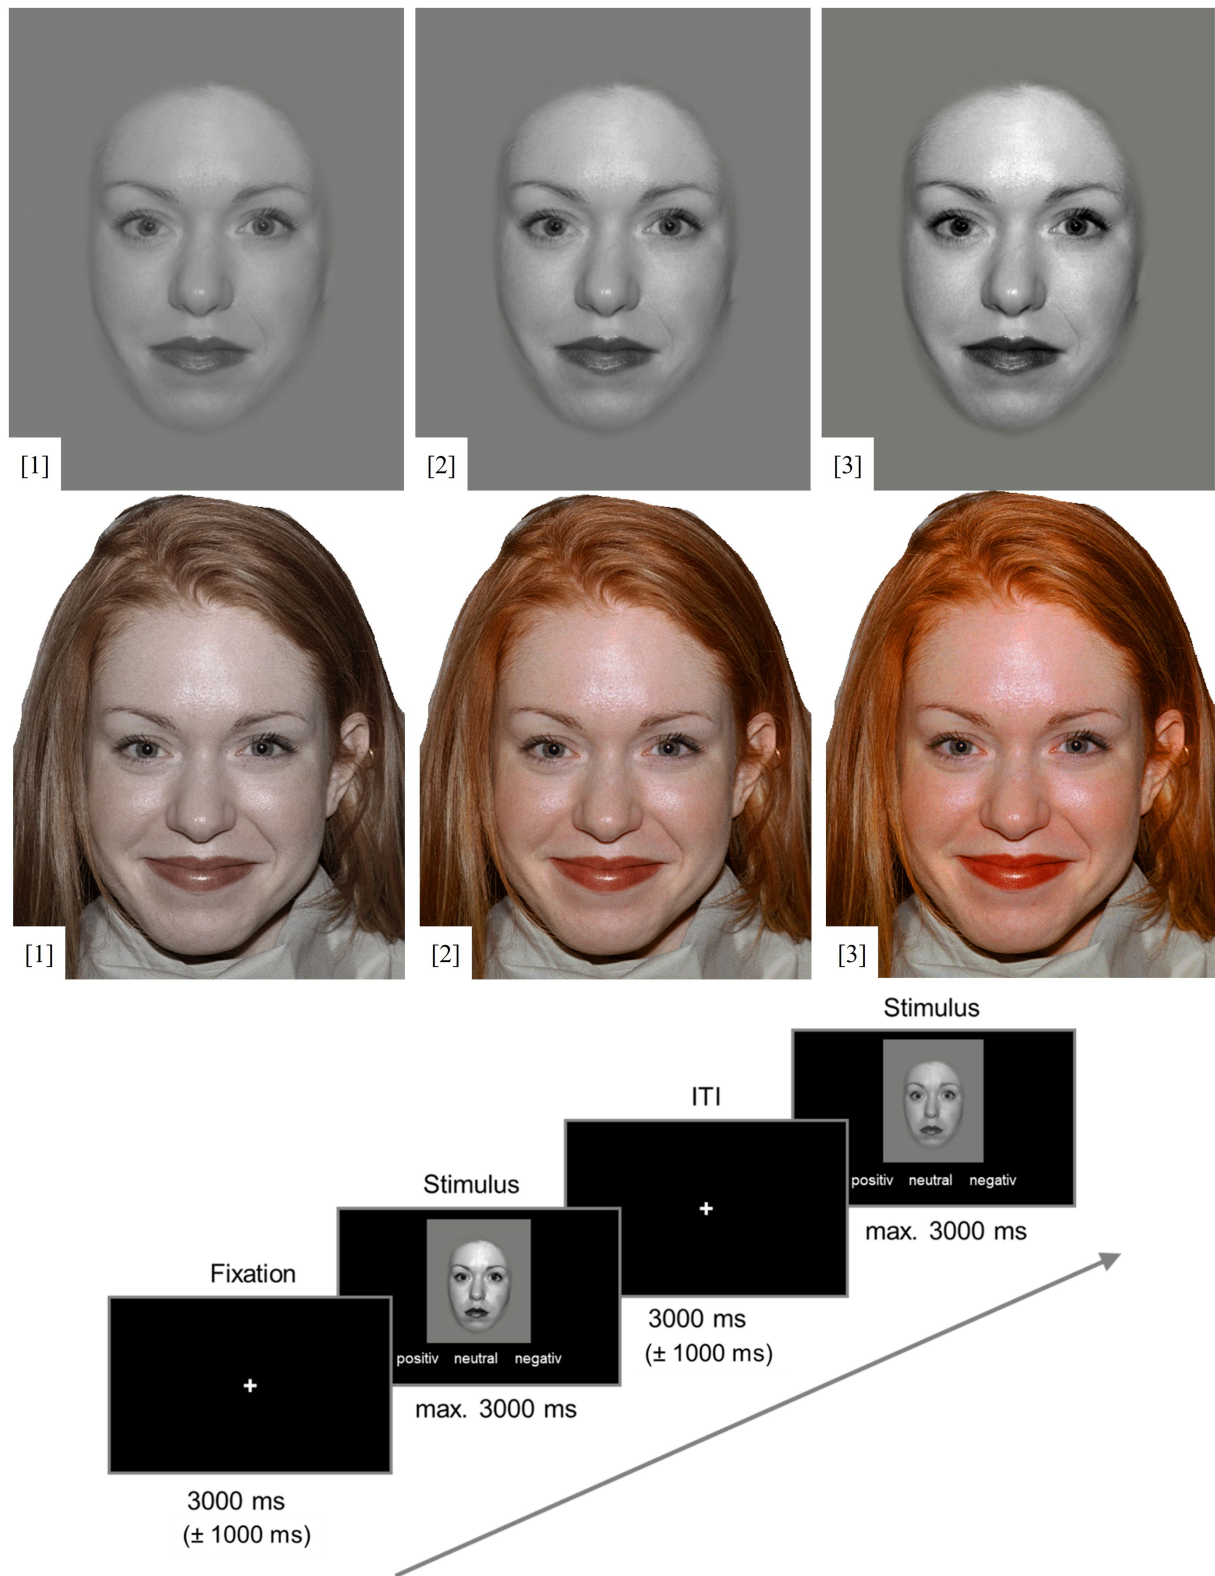 [1]
[2]
[3]
[1]
[2]
[3]
Stimulus
ITI
positiv neutral negativ
Stimulus
max. 3000 ms
Fixation
3000 ms
(± 1000 ms)
positiv neutral negativ
max. 3000 ms
3000 ms
(± 1000 ms)